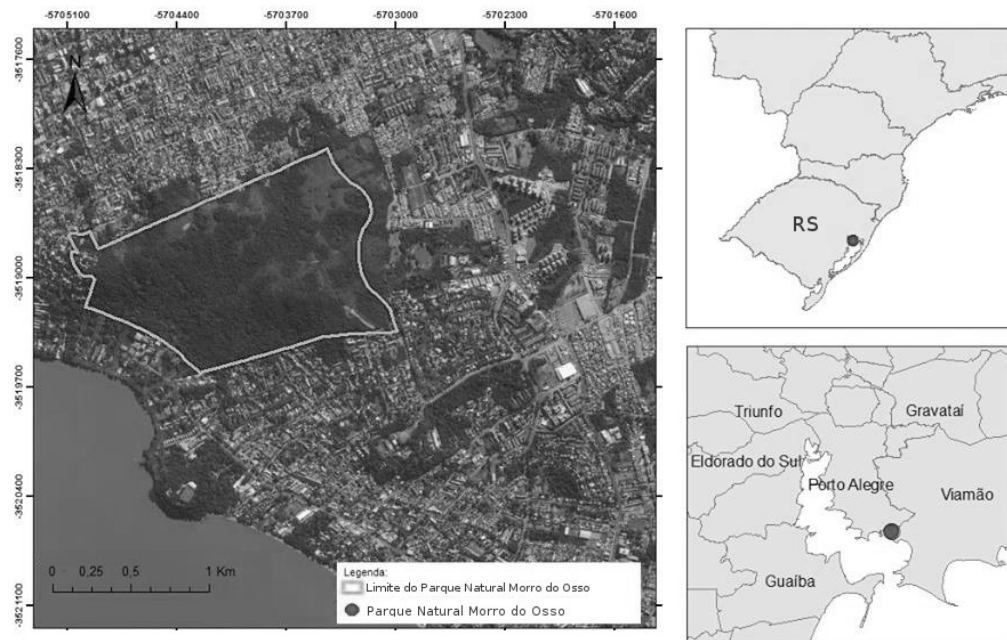 -5705100 -5704400 -5703700 -5703000 -5702300 -5701600
-3517600
-3518300
-3519000
-3519700
-3520400
-3521100
N
0 0,25 0,5 1 Km
Legenda:
Limite do Parque Natural Morro do Osso
Parque Natural Morro do Osso
RS
Triunfo
Gravataí
Eldorado do Sul
Porto Alegre
Viamão
Guaíba